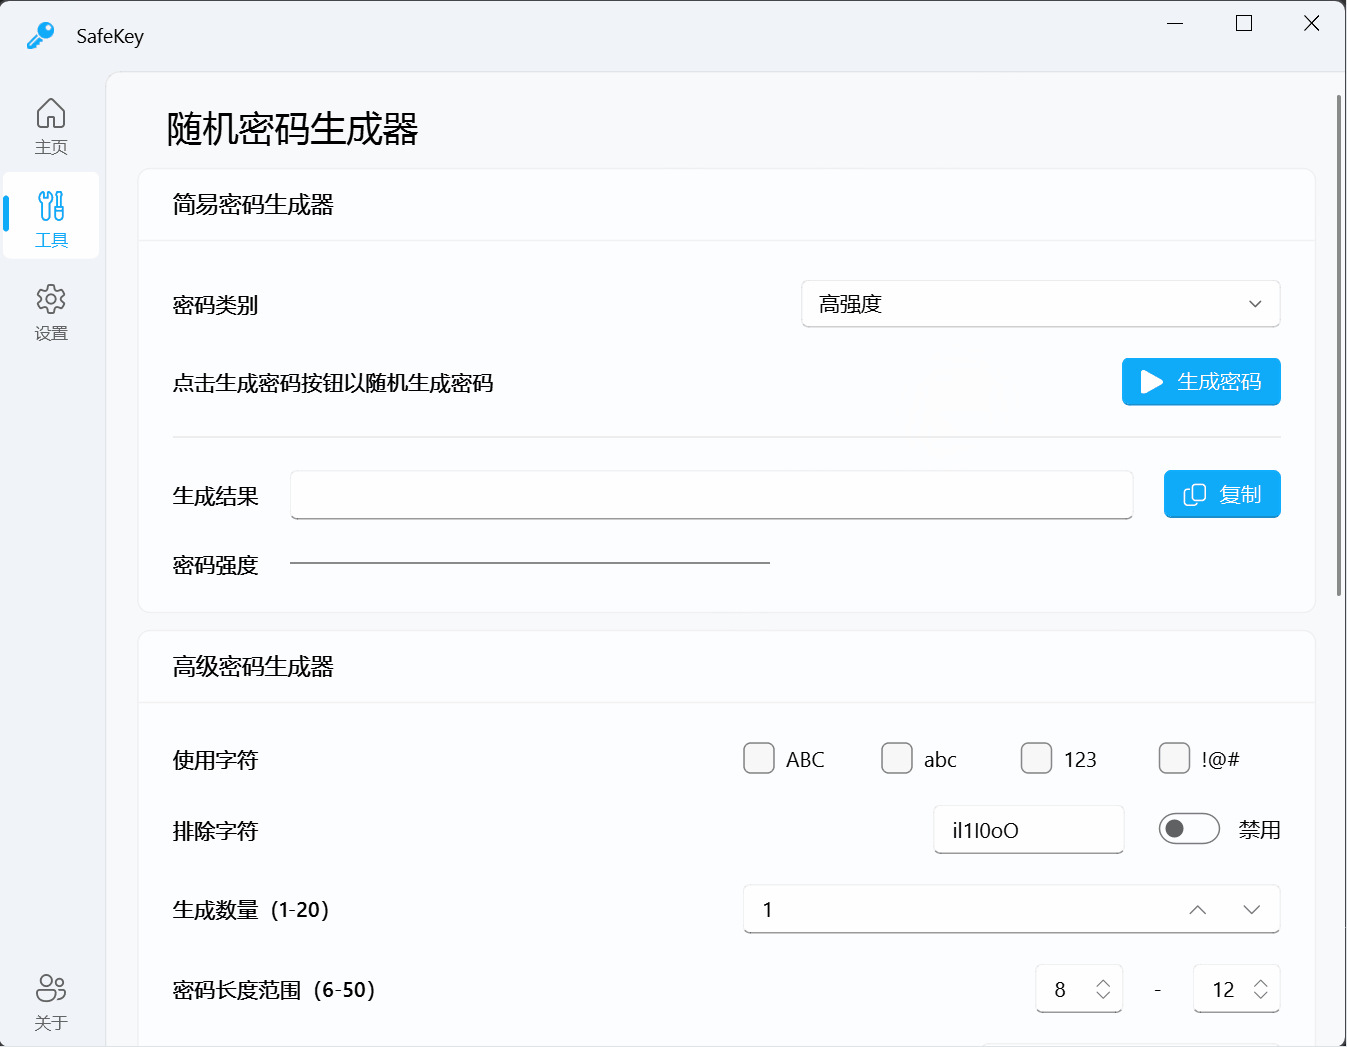 SafeKey
主页
工具
设置
关于
随机密码生成器
简易密码生成器
密码类别
高强度
点击生成密码按钮以随机生成密码
生成密码
生成结果
复制
密码强度
高级密码生成器
使用字符
ABC
abc
123
!@#
排除字符
iI1l0oO
禁用
生成数量（1-20）
1
密码长度范围（6-50）
8
-
12